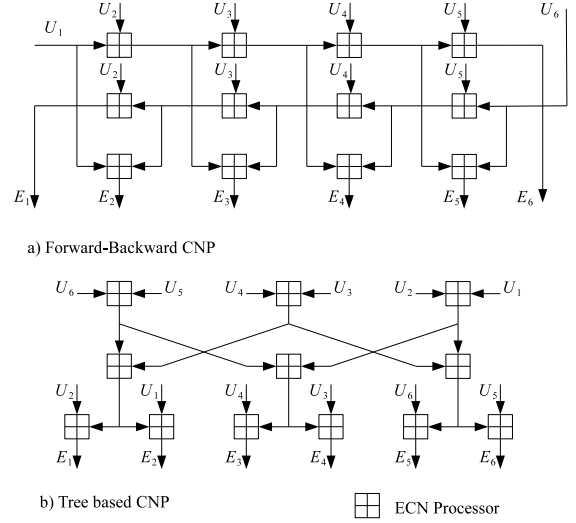 U2 U3 U4 U5 U6
U1
U2 U3 U4 U5
E1 E2 E3 E4 E5 E6
a) Forward-Backward CNP
U6 U5 U4 U3 U2 U1
U2 U1 U4 U3 U6 U5
E1 E2 E3 E4 E5 E6
b) Tree based CNP
ECN Processor